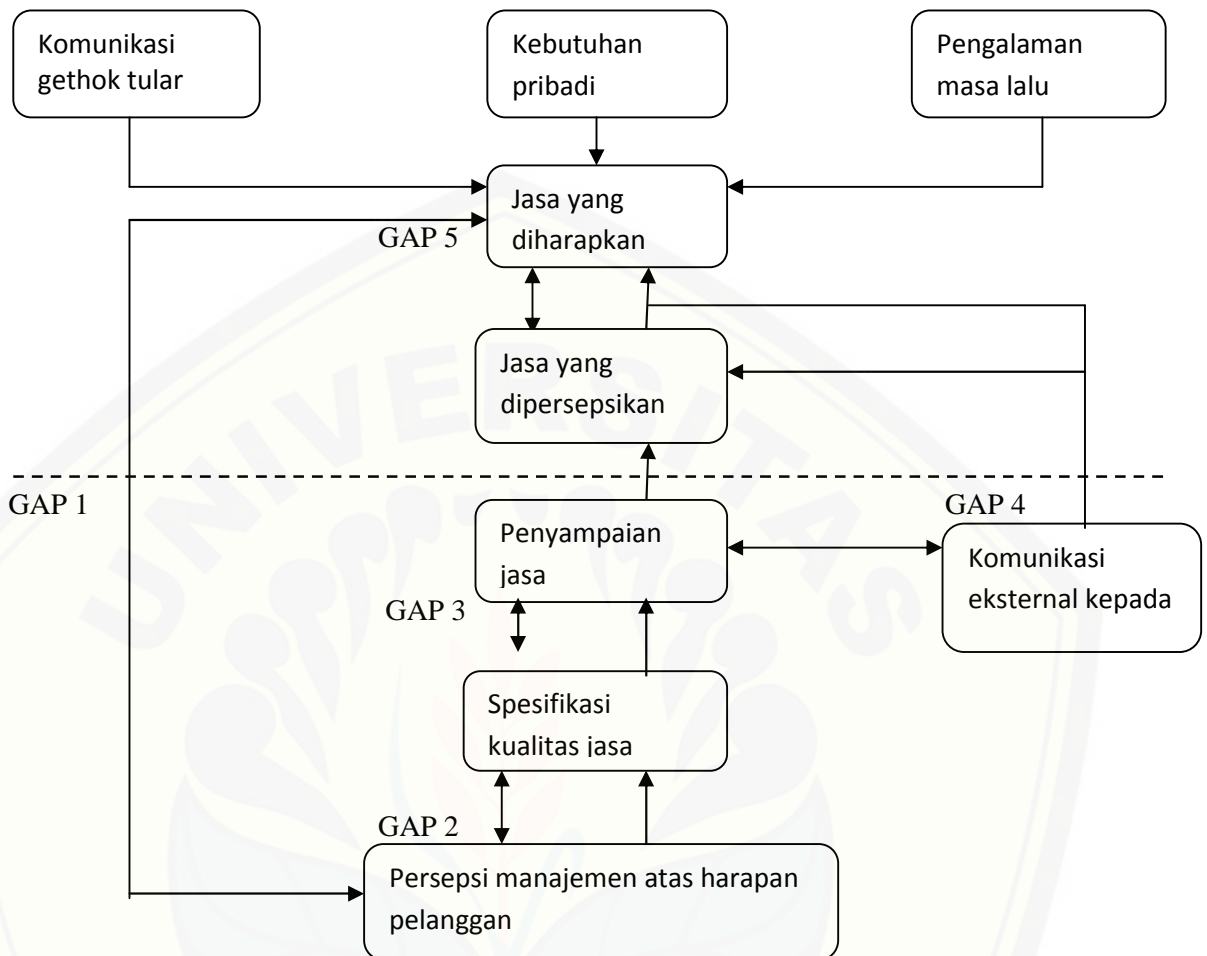 Komunikasi
gethok tular
Kebutuhan
pribadi
Pengalaman
masa lalu
Jasa yang
diharapkan
GAP 5
Jasa yang
dipersepsikan
GAP 1
GAP 4
Penyampaian
jasa
Komunikasi
eksternal kepada
GAP 3
Spesifikasi
kualitas jasa
GAP 2
Persepsi manajemen atas harapan
pelanggan
UNIVERSITAS